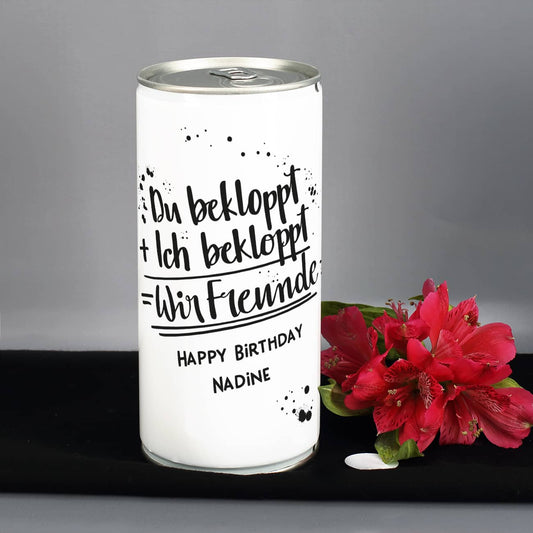 Du bekloppt
+ Ich bekloppt
= Wir Freunde
HAPPY BIRTHDAY
NADINE